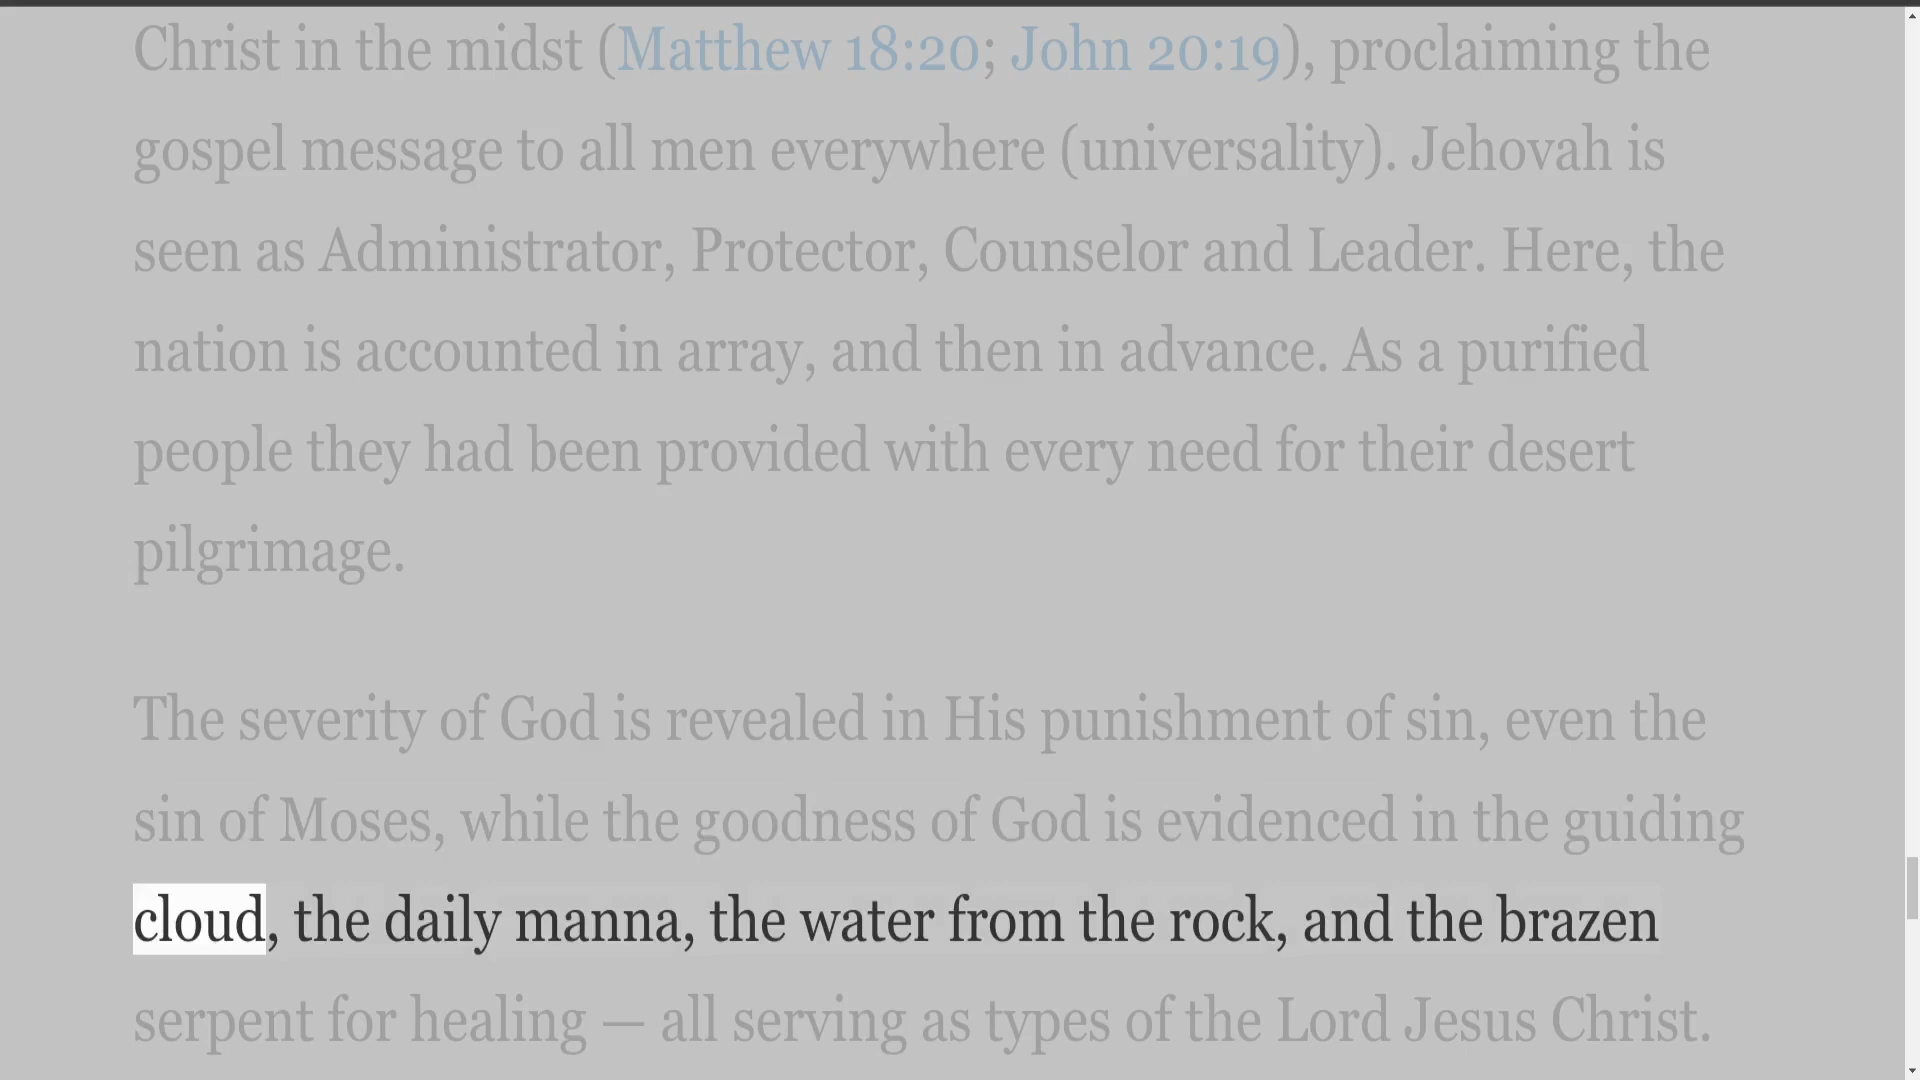 Christ in the midst (Matthew 18:20; John 20:19), proclaiming the
gospel message to all men everywhere (universality). Jehovah is
seen as Administrator, Protector, Counselor and Leader. Here, the
nation is accounted in array, and then in advance. As a purified
people they had been provided with every need for their desert
pilgrimage.
The severity of God is revealed in His punishment of sin, even the
sin of Moses, while the goodness of God is evidenced in the guiding
cloud, the daily manna, the water from the rock, and the brazen
serpent for healing — all serving as types of the Lord Jesus Christ.